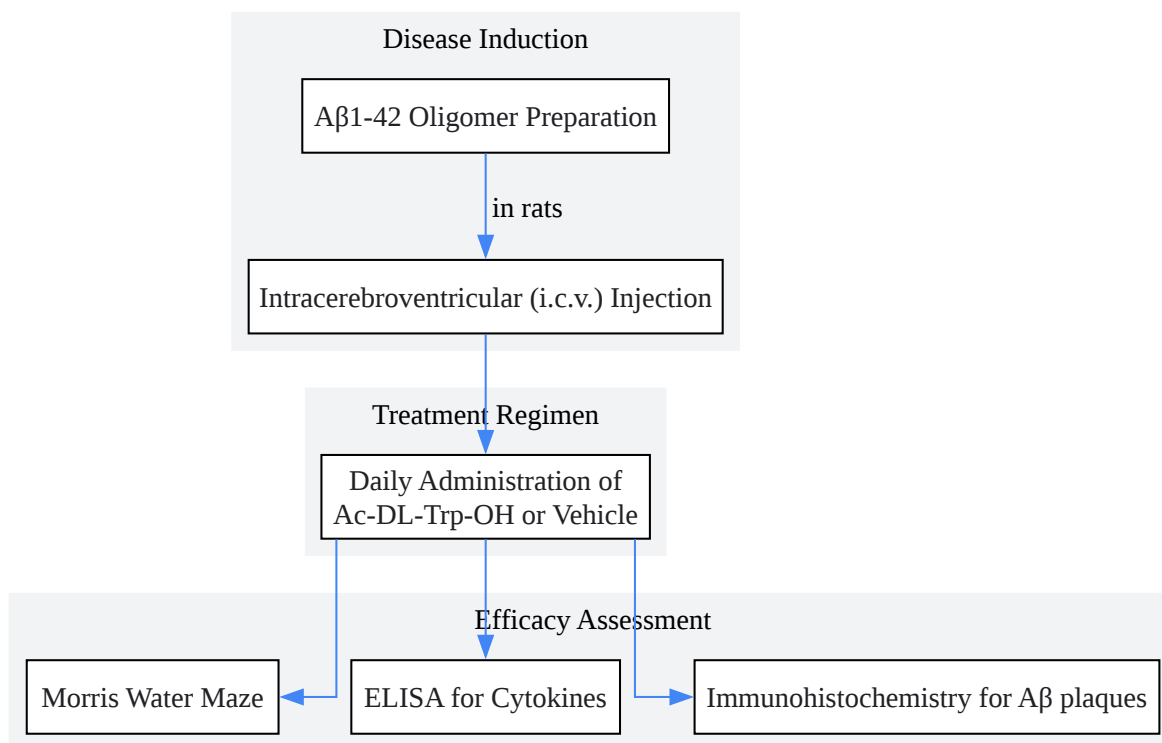 Disease Induction
Aβ1-42 Oligomer Preparation
in rats
Intracerebroventricular (i.c.v.) Injection
Treatment Regimen
Daily Administration of
Ac-DL-Trp-OH or Vehicle
Efficacy Assessment
Morris Water Maze
ELISA for Cytokines
Immunohistochemistry for Aβ plaques